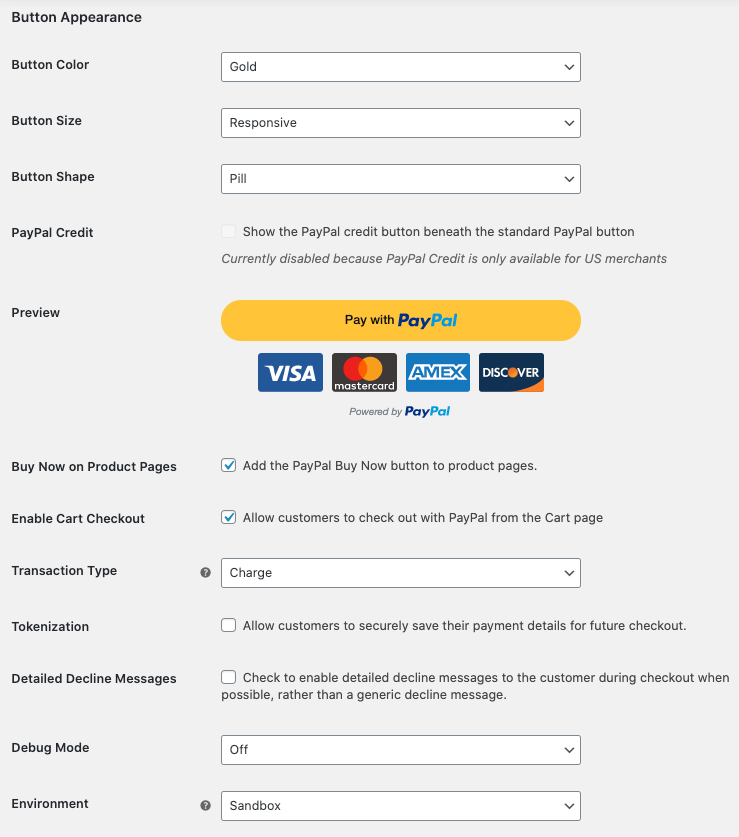 Button Appearance
Button Color
Gold
Button Size
Responsive
Button Shape
Pill
PayPal Credit
Show the PayPal credit button beneath the standard PayPal button
Currently disabled because PayPal Credit is only available for US merchants
Preview
Pay with PayPal
VISA mastercard AMEX DISCOVER
Powered by PayPal
Buy Now on Product Pages
Add the PayPal Buy Now button to product pages.
Enable Cart Checkout
Allow customers to check out with PayPal from the Cart page
Transaction Type
?
Charge
Tokenization
Allow customers to securely save their payment details for future checkout.
Detailed Decline Messages
Check to enable detailed decline messages to the customer during checkout when
possible, rather than a generic decline message.
Debug Mode
Off
Environment
?
Sandbox